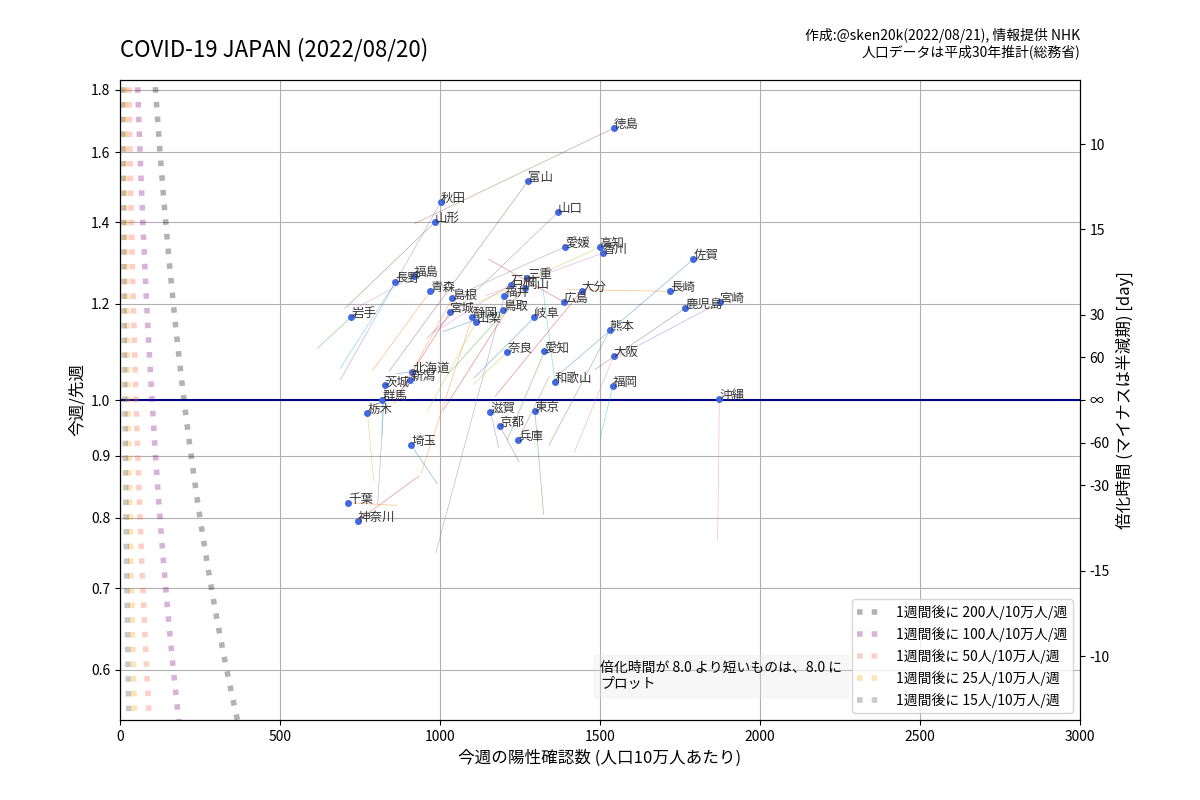 COVID-19 JAPAN (2022/08/20)
作成:@sken20k(2022/08/21), 情報提供 NHK
人口データは平成30年推計(総務省)
今週/先週
1.8
1.6
1.4
1.2
1.0
0.9
0.8
0.7
0.6
徳島
富山
秋田
山口
山形
愛媛
高知
香川
佐賀
福島
長野
三重
石川
岡山
青森
大分
長崎
福井
島根
広島
宮崎
鹿児島
鳥取
宮城
岩手
静岡
山梨
岐阜
熊本
奈良
愛知
大阪
北海道
新潟
茨城
和歌山
福岡
群馬
沖縄
栃木
滋賀
東京
京都
兵庫
埼玉
千葉
神奈川
10
15
30
60
∞
-60
-30
-15
-10
倍化時間 (マイナスは半減期) [day]
倍化時間が 8.0 より短いものは、8.0 に
プロット
1週間後に 200人/10万人/週
1週間後に 100人/10万人/週
1週間後に 50人/10万人/週
1週間後に 25人/10万人/週
1週間後に 15人/10万人/週
0
500
1000
1500
2000
2500
3000
今週の陽性確認数 (人口10万人あたり)